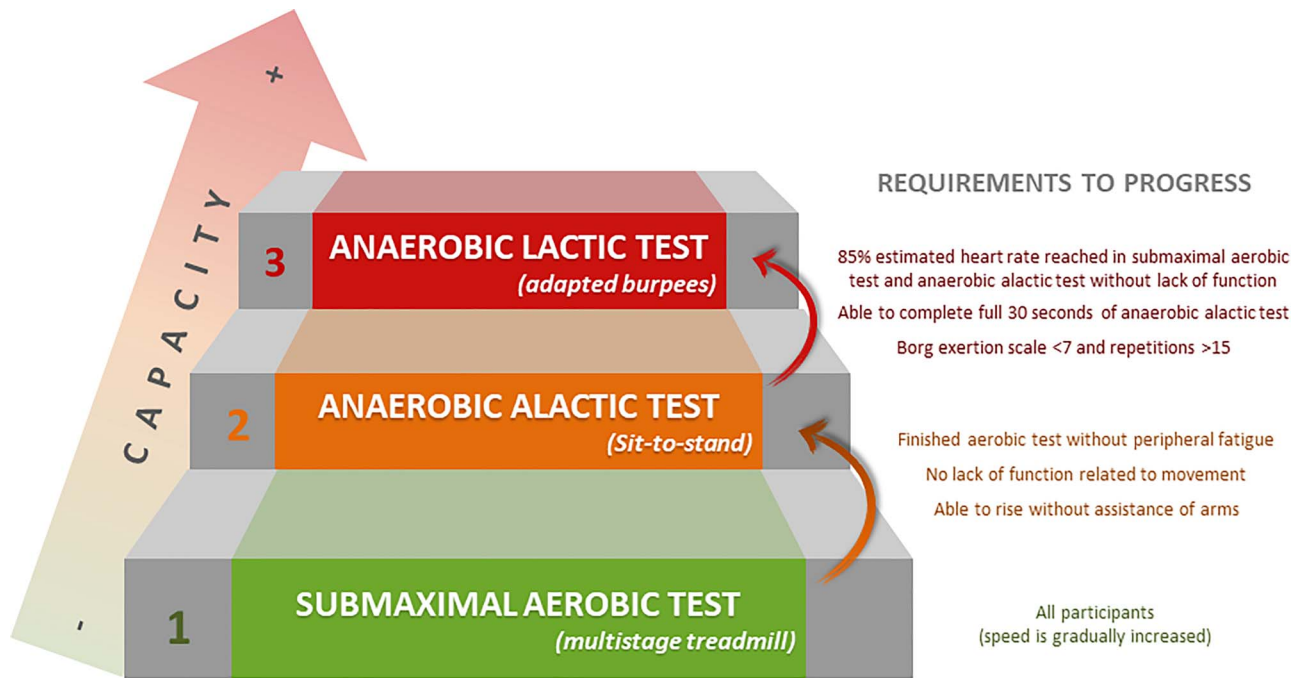 +
CAPACITY
-
REQUIREMENTS TO PROGRESS
3
ANAEROBIC LACTIC TEST
(adapted burpees)
85% estimated heart rate reached in submaximal aerobic
test and anaerobic alactic test without lack of function
Able to complete full 30 seconds of anaerobic alactic test
Borg exertion scale <7 and repetitions >15
2
ANAEROBIC ALACTIC TEST
(Sit-to-stand)
Finished aerobic test without peripheral fatigue
No lack of function related to movement
Able to rise without assistance of arms
1
SUBMAXIMAL AEROBIC TEST
(multistage treadmill)
All participants
(speed is gradually increased)